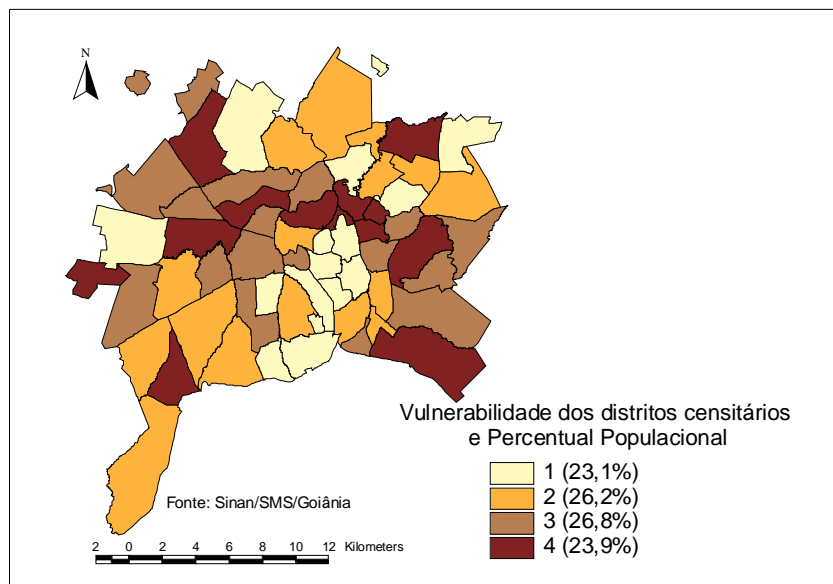 N
Vulnerabilidade dos distritos censitários
e Percentual Populacional
1 (23,1%)
2 (26,2%)
3 (26,8%)
4 (23,9%)
Fonte: Sinan/SMS/Goiânia
2 0 2 4 6 8 10 12 Kilometers